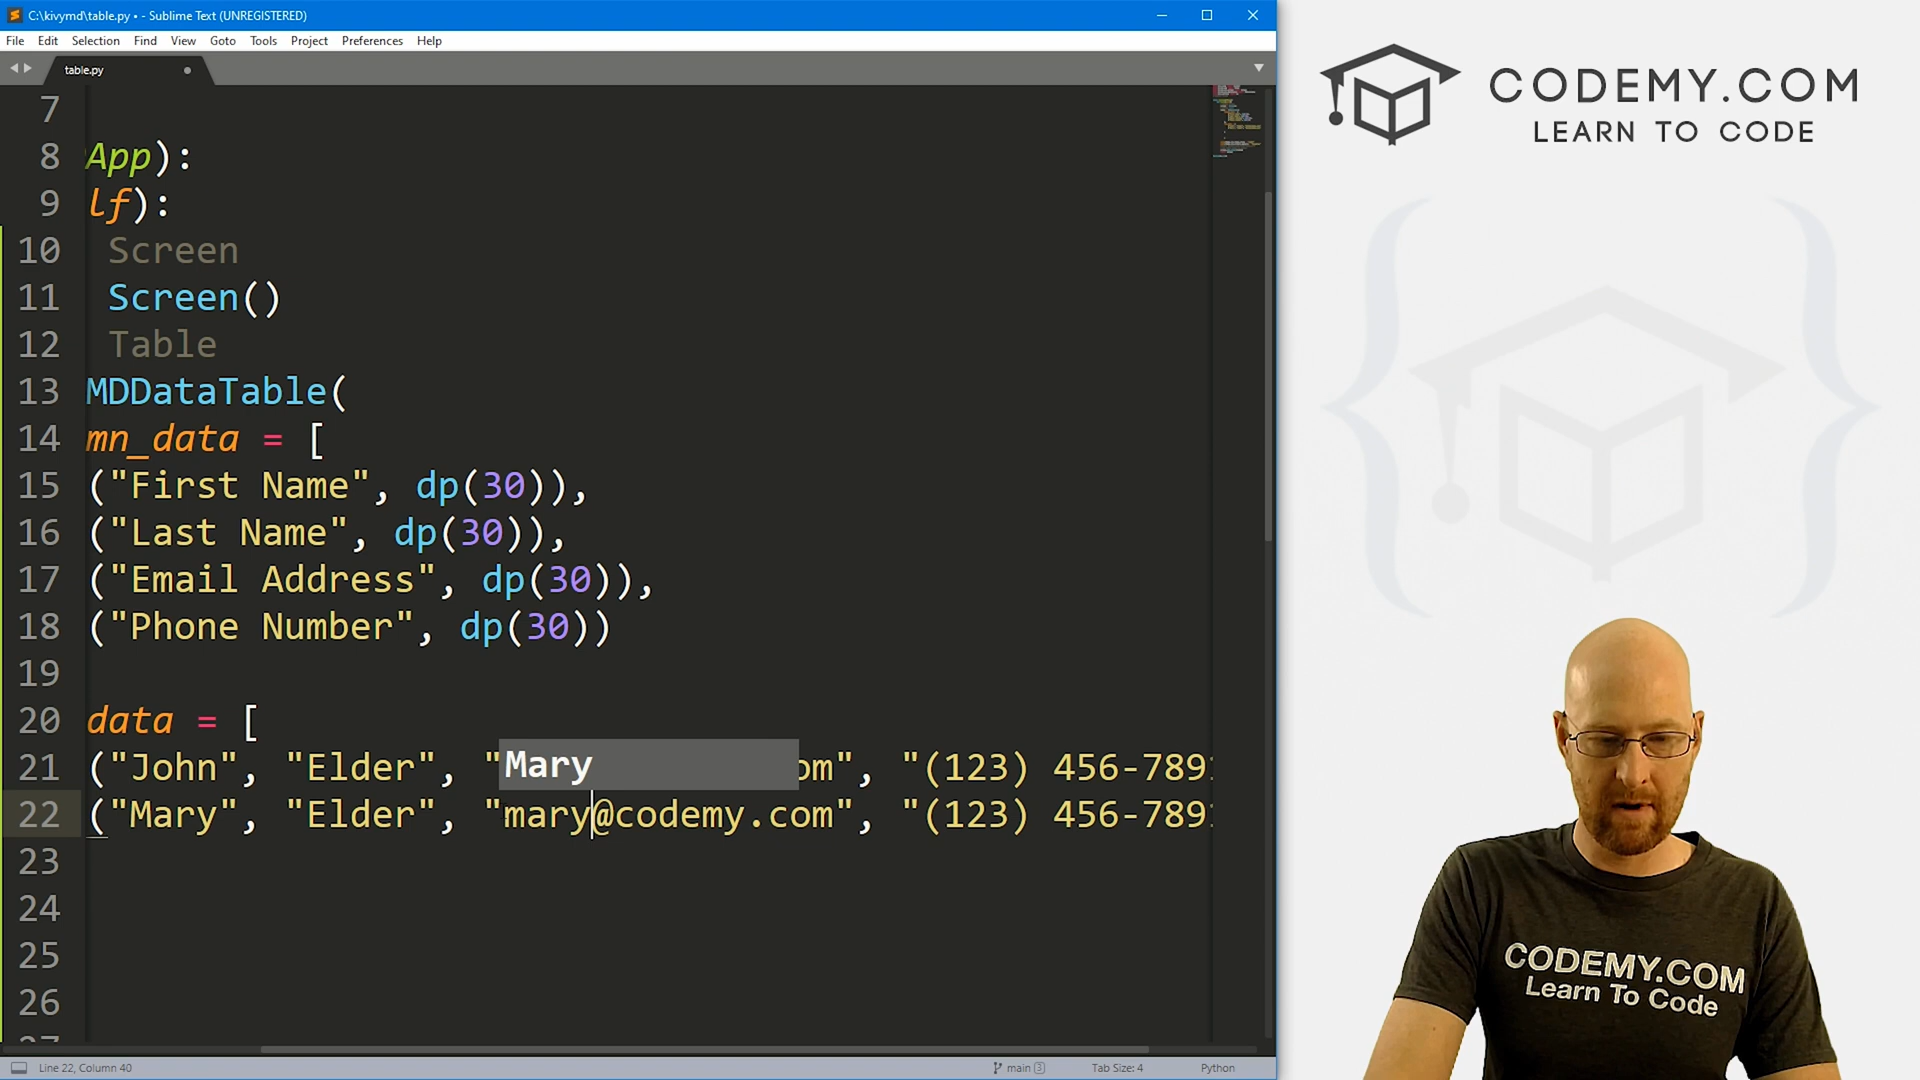 C:\kivymd\table.py • - Sublime Text (UNREGISTERED)
File Edit Selection Find View Goto Tools Project Preferences Help
table.py
7
8 App):
9 lf):
10 Screen
11 Screen()
12 Table
13 MDDataTable(
14 mn_data = [
15 ("First Name", dp(30)),
16 ("Last Name", dp(30)),
17 ("Email Address", dp(30)),
18 ("Phone Number", dp(30))
19
20 data = [
Mary
21 ("John", "Elder", " om", "(123) 456-7891
22 ("Mary", "Elder", "mary@codemy.com", "(123) 456-7891
23
24
25
26
27
Line 22, Column 40
main 3
Tab Size: 4
Python
CODEMY.COM
LEARN TO CODE
CODEMY.COM
Learn To Code